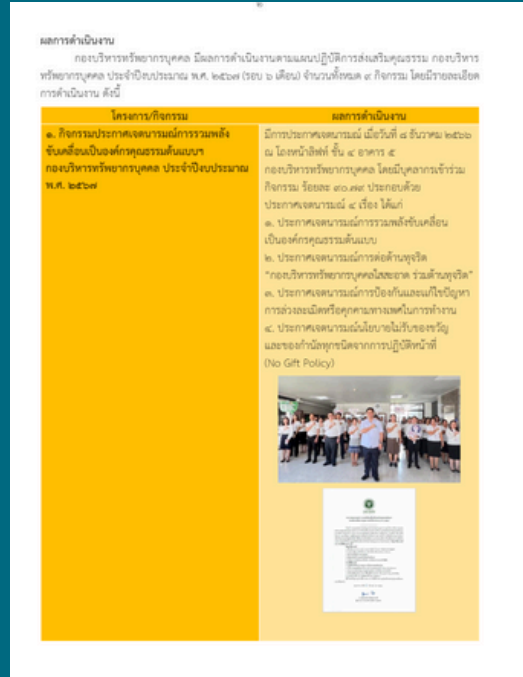 ๒
ผลการดำเนินงาน
กองบริหารทรัพยากรบุคคล มีผลการดำเนินงานตามแผนปฏิบัติการส่งเสริมคุณธรรม กองบริหาร
ทรัพยากรบุคคล ประจำปีงบประมาณ พ.ศ. ๒๕๖๗ (รอบ ๖ เดือน) จำนวนทั้งหมด ๙ กิจกรรม โดยมีรายละเอียด
การดำเนินงาน ดังนี้
โครงการ/กิจกรรม
ผลการดำเนินงาน
๑. กิจกรรมประกาศเจตนารมณ์การรวมพลัง
ขับเคลื่อนเป็นองค์กรคุณธรรมต้นแบบฯ
กองบริหารทรัพยากรบุคคล ประจำปีงบประมาณ
พ.ศ. ๒๕๖๗
มีการประกาศเจตนารมณ์ เมื่อวันที่ ๘ ธันวาคม ๒๕๖๖
ณ โถงหน้าลิฟท์ ชั้น ๔ อาคาร ๕
กองบริหารทรัพยากรบุคคล โดยมีบุคลากรเข้าร่วม
กิจกรรม ร้อยละ ๙๐.๗๙ ประกอบด้วย
ประกาศเจตนารมณ์ ๔ เรื่อง ได้แก่
๑. ประกาศเจตนารมณ์การรวมพลังขับเคลื่อน
เป็นองค์กรคุณธรรมต้นแบบ
๒. ประกาศเจตนารมณ์การต่อต้านทุจริต
"กองบริหารทรัพยากรบุคคลใสสะอาด ร่วมต้านทุจริต"
๓. ประกาศเจตนารมณ์การป้องกันและแก้ไขปัญหา
การล่วงละเมิดหรือคุกคามทางเพศในการทำงาน
๔. ประกาศเจตนารมณ์นโยบายไม่รับของขวัญ
และของกำนัลทุกชนิดจากการปฏิบัติหน้าที่
(No Gift Policy)